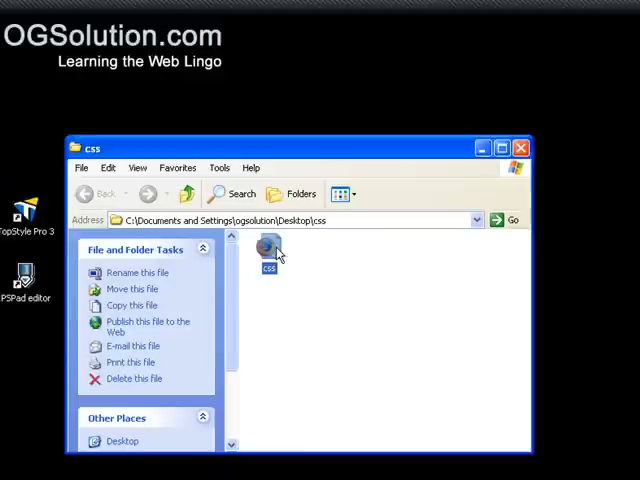 OGSolution.com
Learning the Web Lingo
css
File Edit View Favorites Tools Help
Back Search Folders
Address C:\Documents and Settings\ogsolution\Desktop\css Go
File and Folder Tasks
Rename this file
Move this file
Copy this file
Publish this file to the
Web
E-mail this file
Print this file
Delete this file
Other Places
Desktop
css
TopStyle Pro 3
PSPad editor